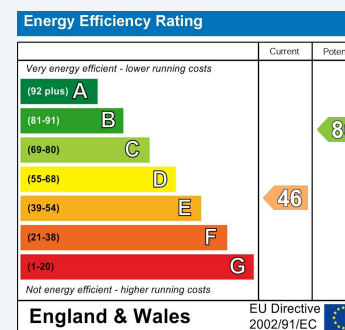 Energy Efficiency Rating
Current
Very energy efficient - lower running costs
(92 plus) A
(81-91) B
(69-80) C
(55-68) D
(39-54) E
46
(21-38) F
(1-20) G
Not energy efficient - higher running costs
England & Wales
EU Directive
2002/91/EC